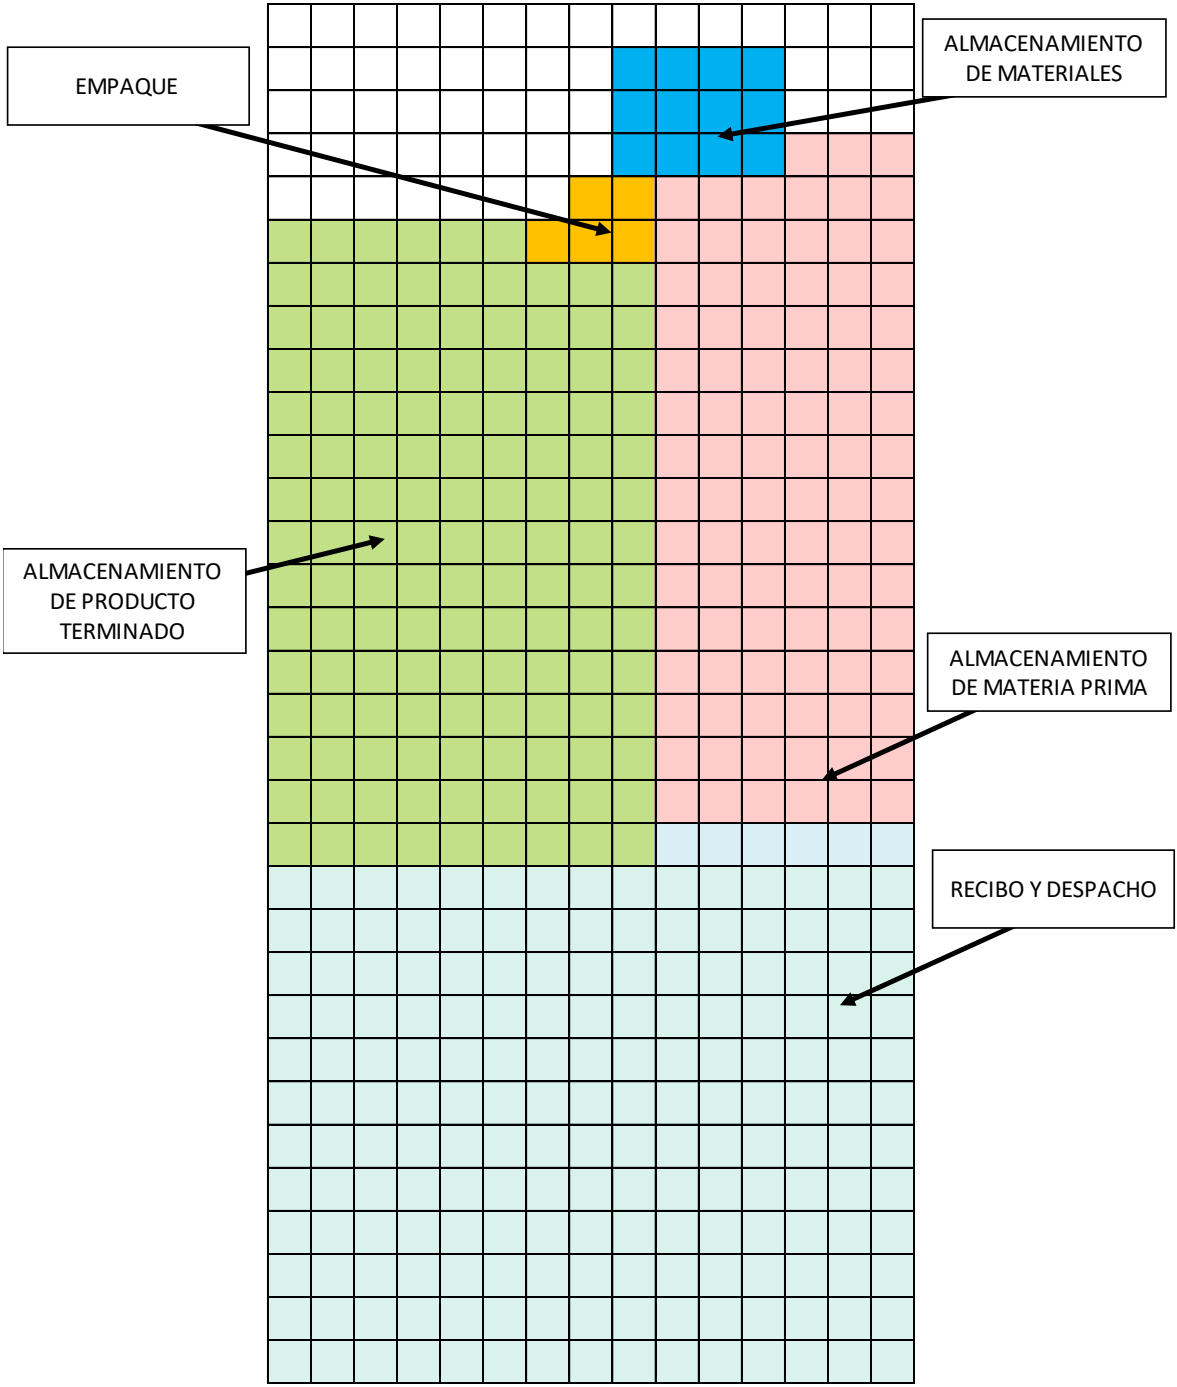 EMPAQUE
ALMACENAMIENTO
DE MATERIALES
ALMACENAMIENTO
DE PRODUCTO
TERMINADO
ALMACENAMIENTO
DE MATERIA PRIMA
RECIBO Y DESPACHO